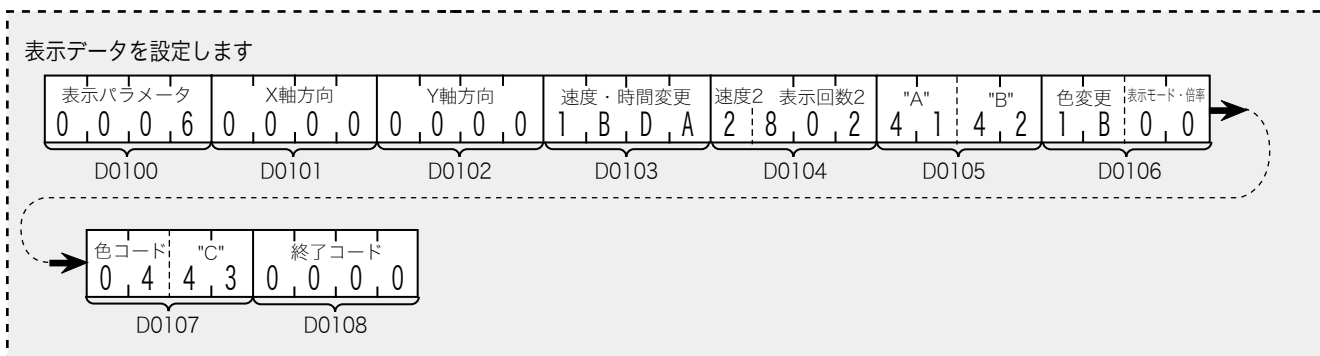 表示データを設定します
表示パラメータ X軸方向 Y軸方向 速度・時間変更 速度2 表示回数2 "A" "B" 色変更 表示モード・倍率
0 0 0 6 0 0 0 0 0 0 0 0 1 B D A 2 8 0 2 4 1 4 2 1 B 0 0
D0100 D0101 D0102 D0103 D0104 D0105 D0106
色コード "C" 終了コード
0 4 4 3 0 0 0 0
D0107 D0108